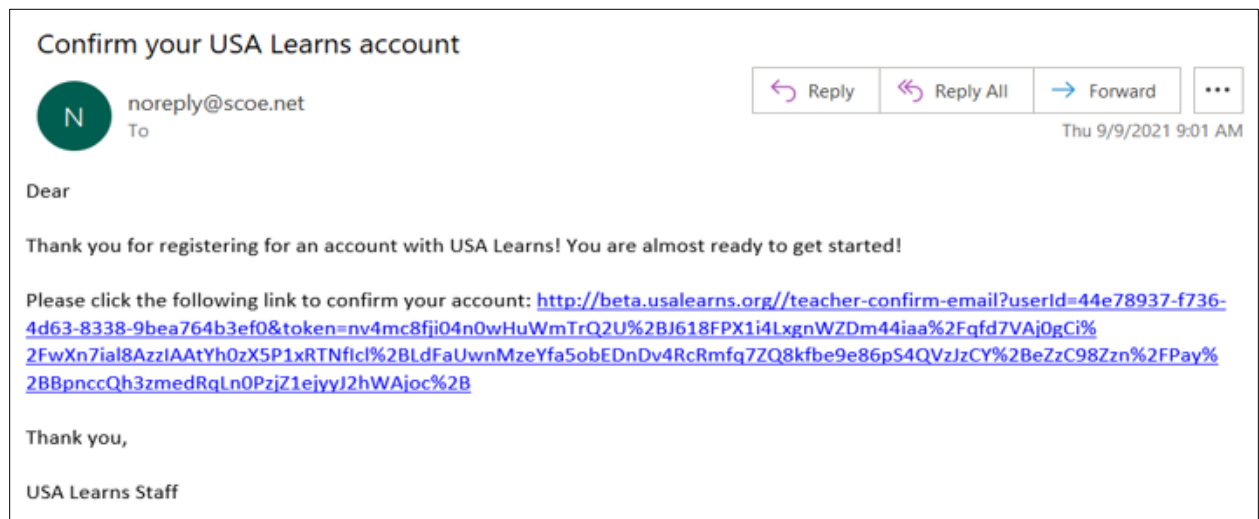 Confirm your USA Learns account
N
noreply@scoe.net
To
Reply
Reply All
Forward
...
Thu 9/9/2021 9:01 AM
Dear
Thank you for registering for an account with USA Learns! You are almost ready to get started!
Please click the following link to confirm your account: http://beta.usalearns.org//teacher-confirm-email?userId=44e78937-f736-
4d63-8338-9bea764b3ef0&token=nv4mc8fji04n0wHuWmTrQ2U%2BJ618FPX1i4LxgnWZDm44iaa%2Fqfd7VAj0gCi%
2FwXn7ial8AzzIAAtYh0zX5P1xRTNfIcl%2BLdFaUwnMzeYfa5obEDnDv4RcRmfq7ZQ8kfbe9e86pS4QVzJzCY%2BeZzC98Zzn%2FPay%
2BBpnccQh3zmedRqLn0PzjZ1ejyyJ2hWAjoc%2B
Thank you,
USA Learns Staff